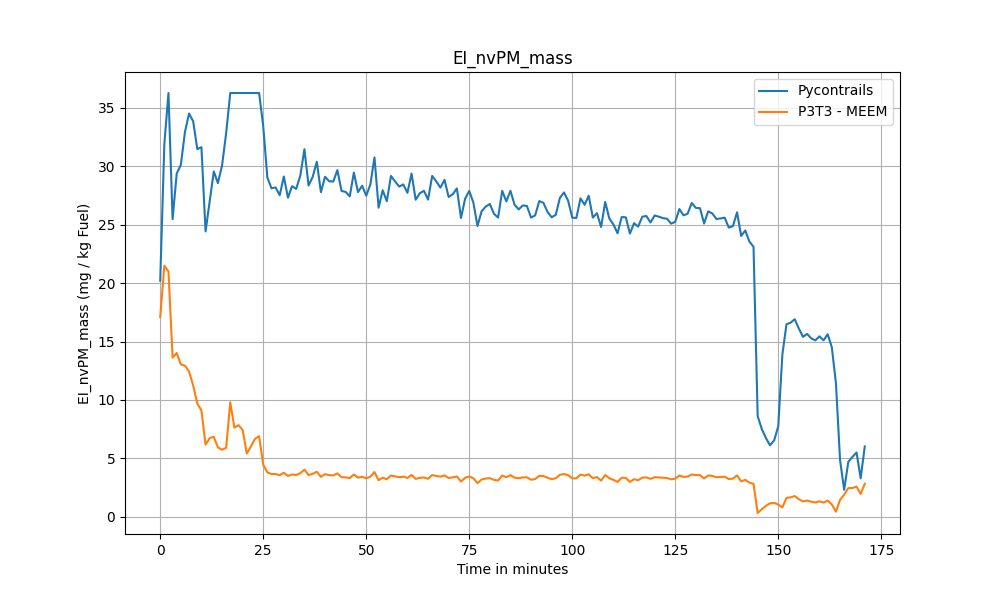 EI_nvPM_mass
Pycontrails
P3T3 - MEEM
EI_nvPM_mass (mg / kg Fuel)
35
30
25
20
15
10
5
0
0 25 50 75 100 125 150 175
Time in minutes